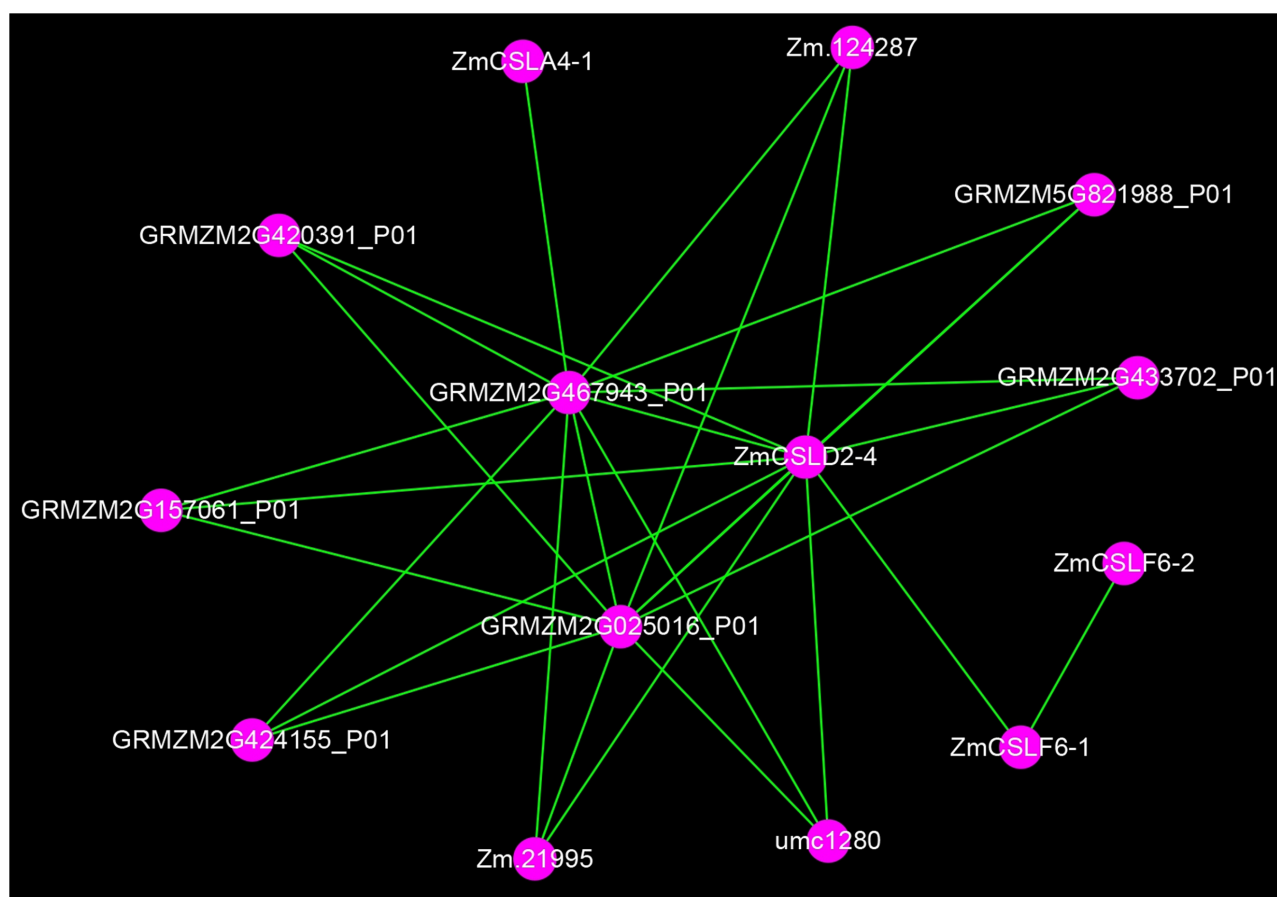 ZmCSLA4-1
Zm.124287
GRMZM5G821988_P01
GRMZM2G420391_P01
GRMZM2G467943_P01
GRMZM2G433702_P01
ZmCSLD2-4
GRMZM2G157061_P01
ZmCSLF6-2
GRMZM2G025016_P01
GRMZM2G424155_P01
ZmCSLF6-1
Zm.21995
umc1280